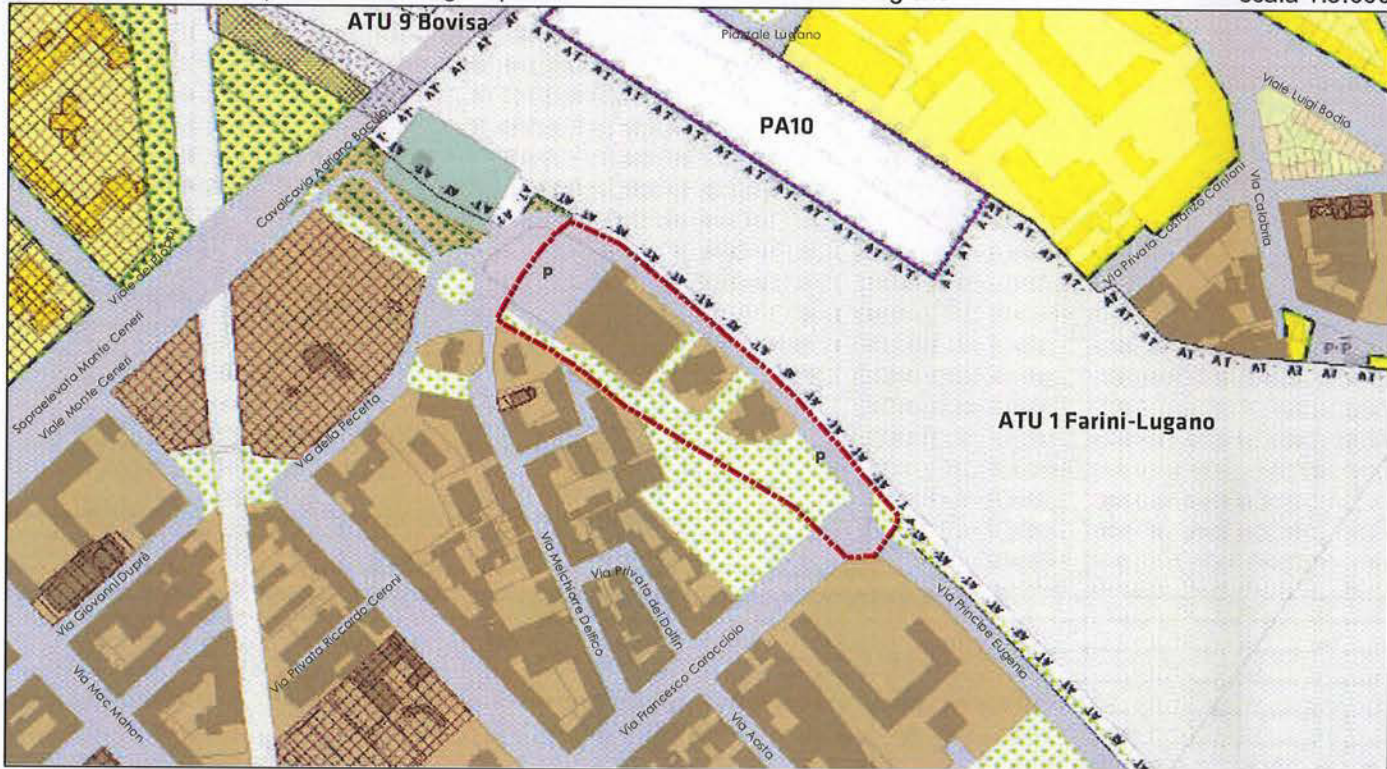 ATU 9 Bovisa
Piazzale Lugano
PA10
Viale Luigi Bodio
Cavalcavia Adriano Bacula
Via Privata Costanzo Cantoni
Via Calabria
P
P-P
Sopraelevata Monte Ceneri
Viale Monte Ceneri
Via della Pecetta
ATU 1 Farini-Lugano
P
Via Giovanni Duprè
Via Melchiorre Delfico
Via Privata dei Dolfin
Via Privata Riccardo Ceroni
Via Principe Eugenio
Via Mac Mahon
Via Francesco Caracciolo
Via Aosta